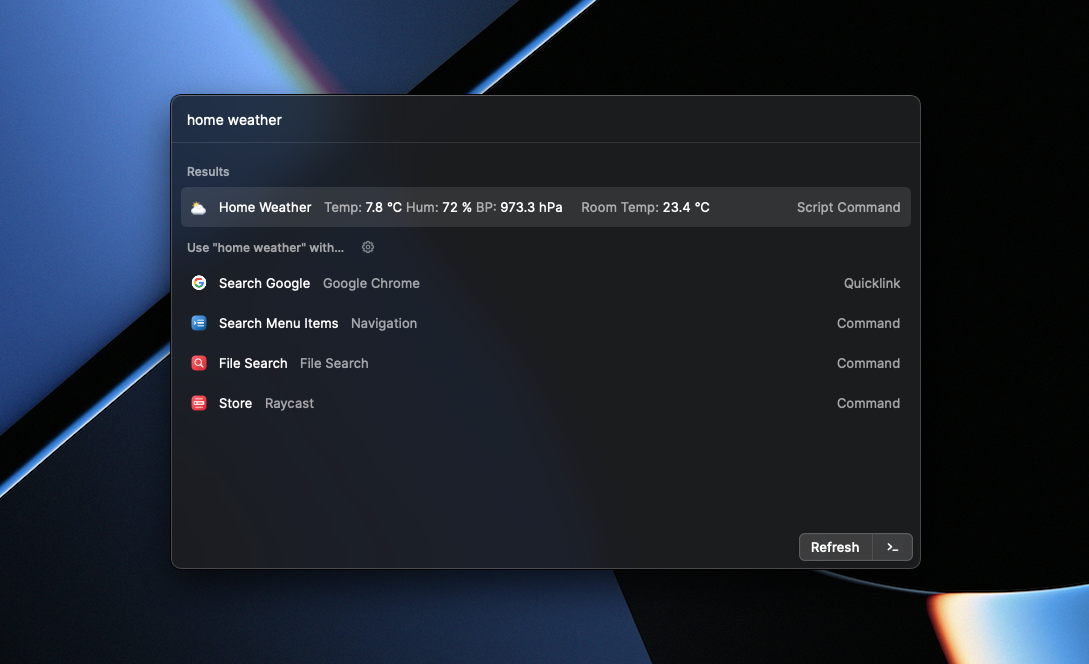 home weather
Results
Home Weather Temp: 7.8 °C Hum: 72 % BP: 973.3 hPa Room Temp: 23.4 °C Script Command
Use "home weather" with...
Search Google Google Chrome Quicklink
Search Menu Items Navigation Command
File Search File Search Command
Store Raycast Command
Refresh >_